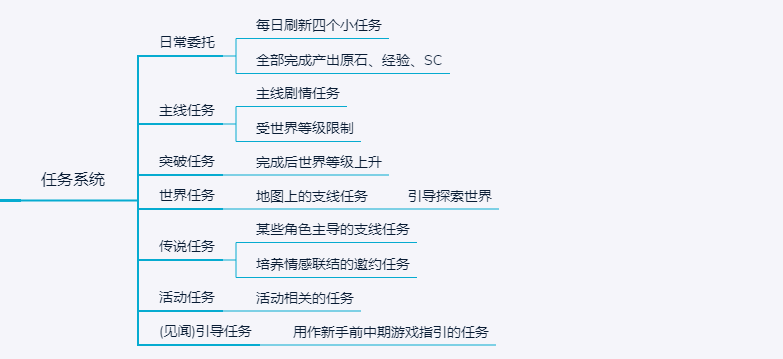 任务系统
日常委托
每日刷新四个小任务
全部完成产出原石、经验、SC
主线任务
主线剧情任务
受世界等级限制
突破任务
完成后世界等级上升
世界任务
地图上的支线任务
引导探索世界
传说任务
某些角色主导的支线任务
培养情感联结的邀约任务
活动任务
活动相关的任务
(见闻)引导任务
用作新手前中期游戏指引的任务